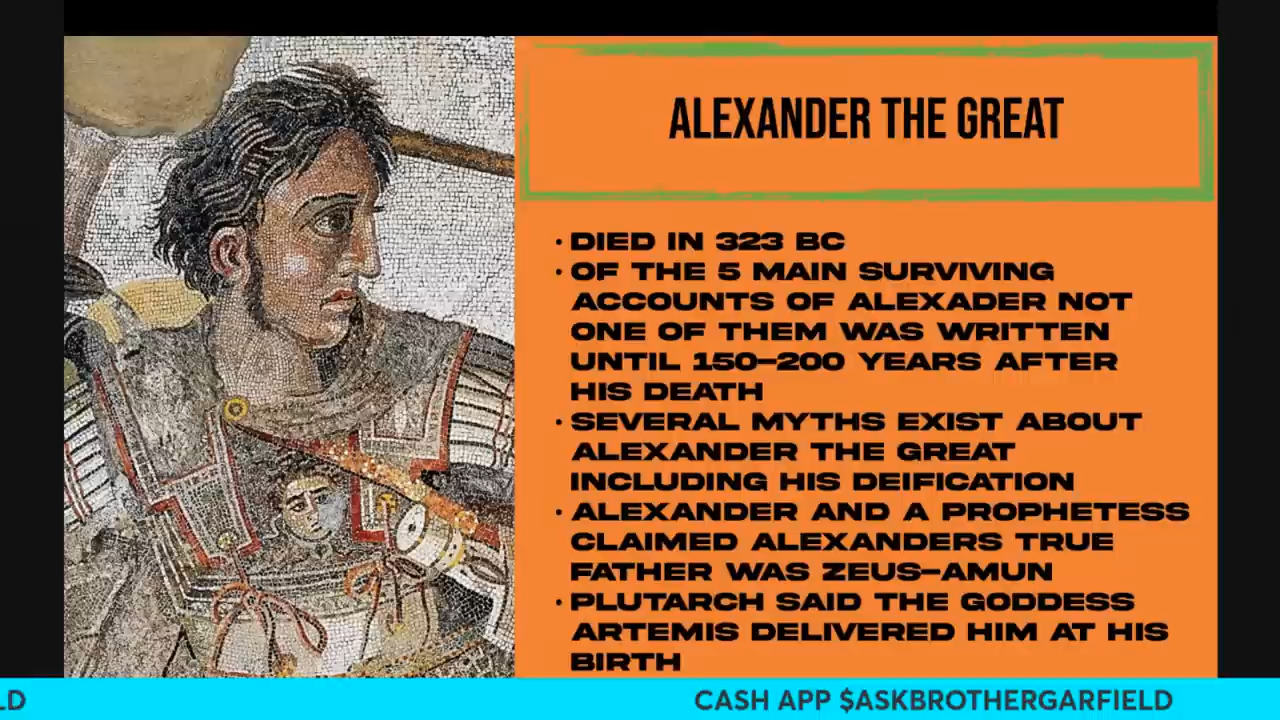 ALEXANDER THE GREAT
• DIED IN 323 BC
• OF THE 5 MAIN SURVIVING
ACCOUNTS OF ALEXADER NOT
ONE OF THEM WAS WRITTEN
UNTIL 150–200 YEARS AFTER
HIS DEATH
• SEVERAL MYTHS EXIST ABOUT
ALEXANDER THE GREAT
INCLUDING HIS DEIFICATION
• ALEXANDER AND A PROPHETESS
CLAIMED ALEXANDERS TRUE
FATHER WAS ZEUS–AMUN
• PLUTARCH SAID THE GODDESS
ARTEMIS DELIVERED HIM AT HIS
BIRTH
LD
CASH APP $ASKBROTHERGARFIELD